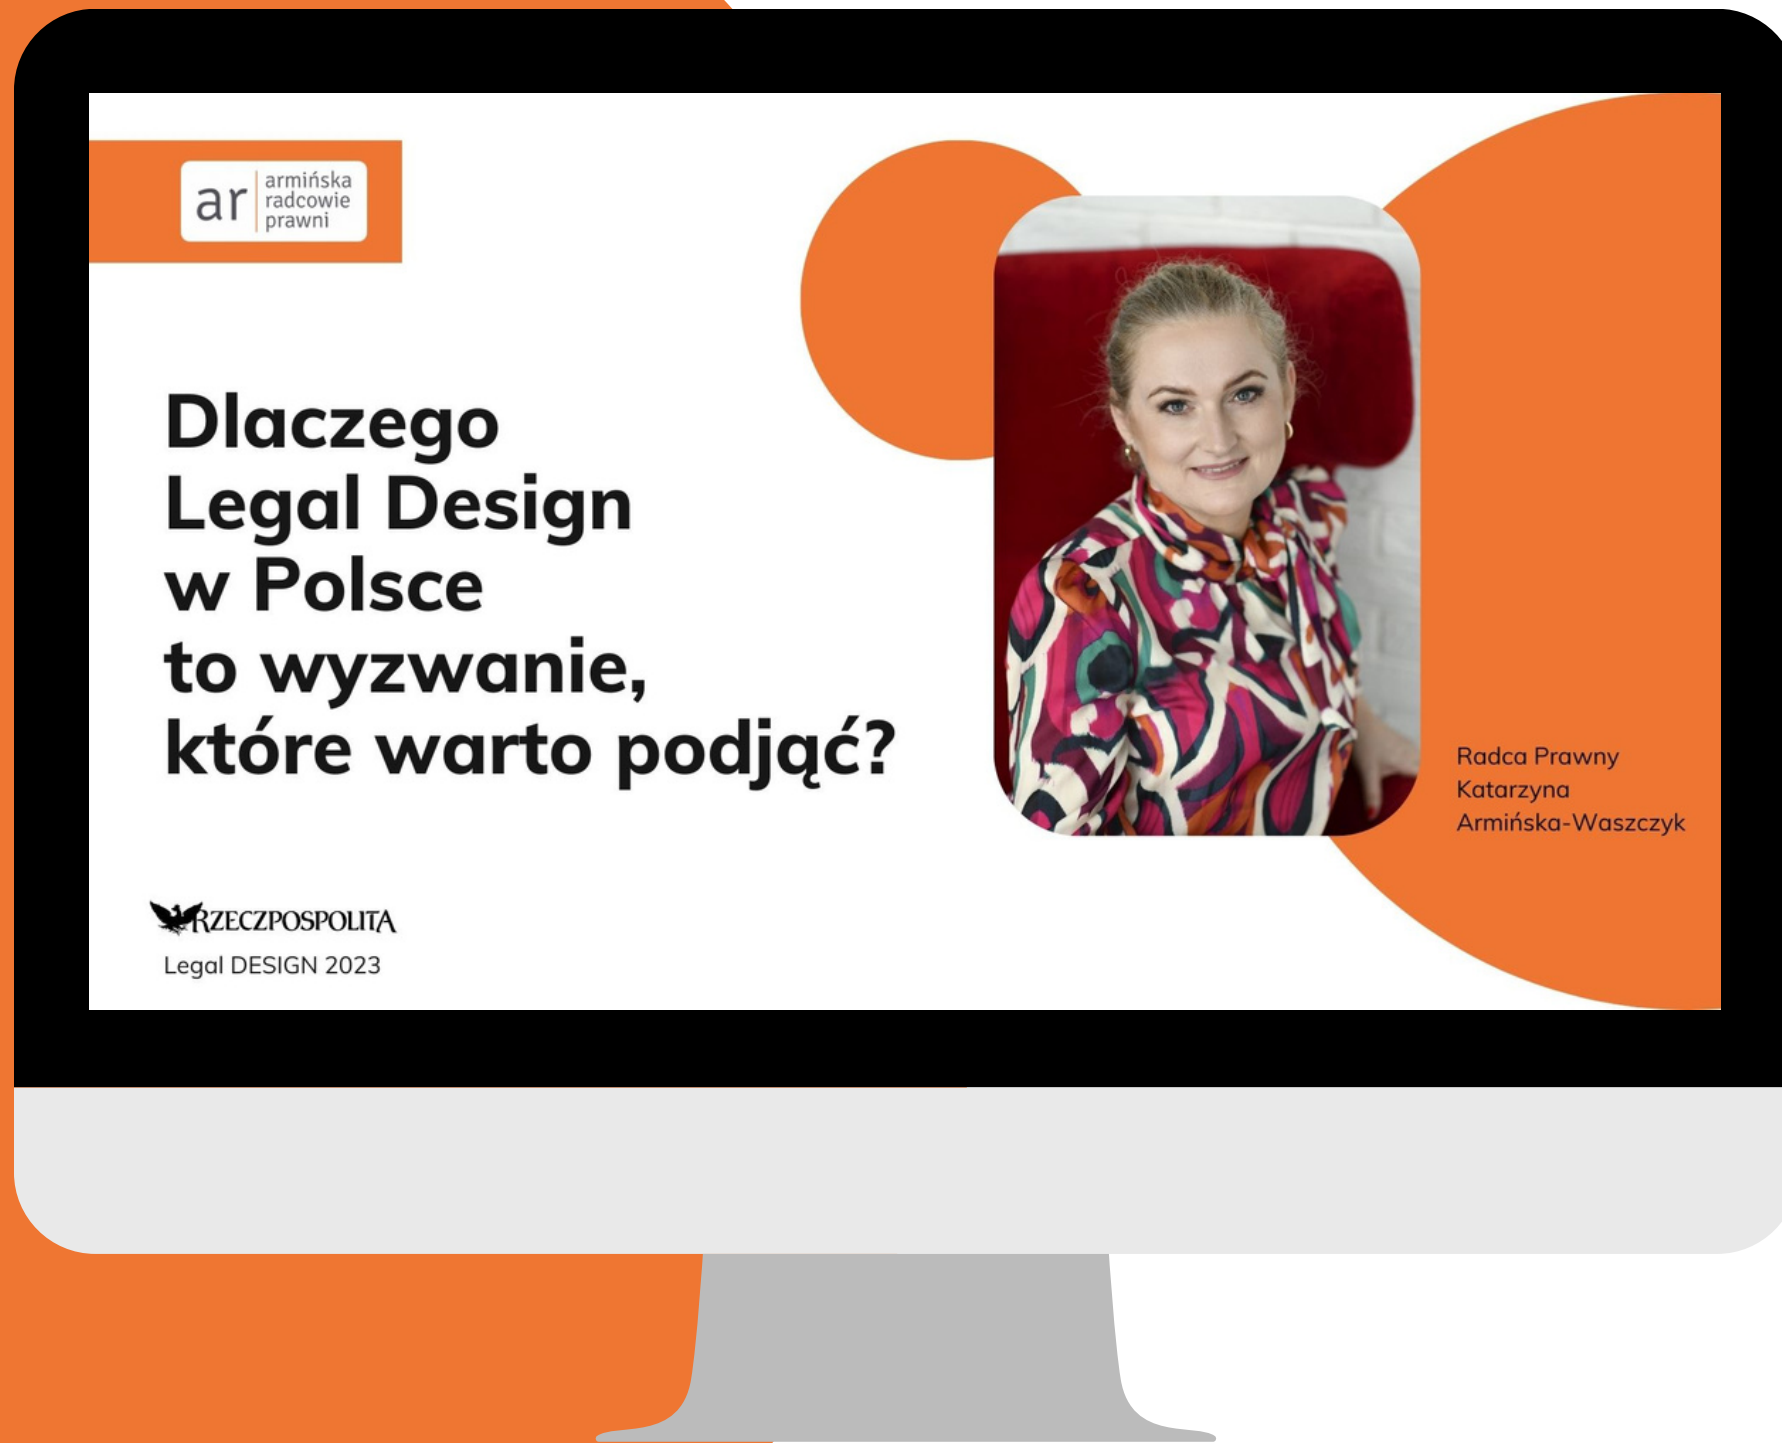 ar
armińska
radcowie
prawni
Dlaczego
Legal Design
w Polsce
to wyzwanie,
które warto podjąć?
Radca Prawny
Katarzyna
Armińska-Waszczyk
RZECZPOSPOLITA
Legal DESIGN 2023